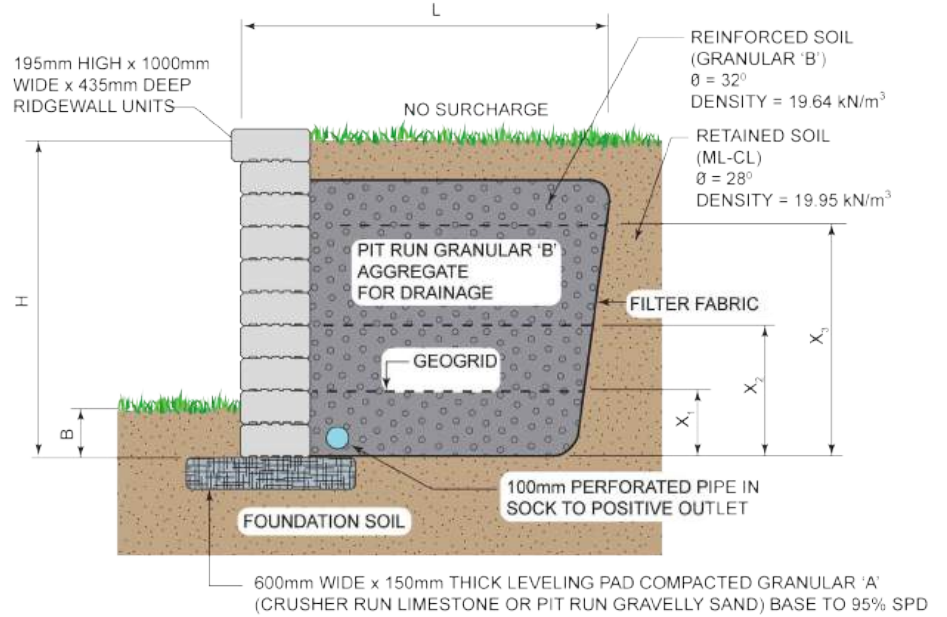 L
195mm HIGH x 1000mm
WIDE x 435mm DEEP
RIDGEWALL UNITS
NO SURCHARGE
REINFORCED SOIL
(GRANULAR 'B')
Ø = 32⁰
DENSITY = 19.64 kN/m³
RETAINED SOIL
(ML-CL)
Ø = 28⁰
DENSITY = 19.95 kN/m³
H
PIT RUN GRANULAR 'B'
AGGREGATE
FOR DRAINAGE
FILTER FABRIC
GEOGRID
X₁
X₂
X₃
B
100mm PERFORATED PIPE IN
SOCK TO POSITIVE OUTLET
FOUNDATION SOIL
600mm WIDE x 150mm THICK LEVELING PAD COMPACTED GRANULAR 'A'
(CRUSHER RUN LIMESTONE OR PIT RUN GRAVELLY SAND) BASE TO 95% SPD